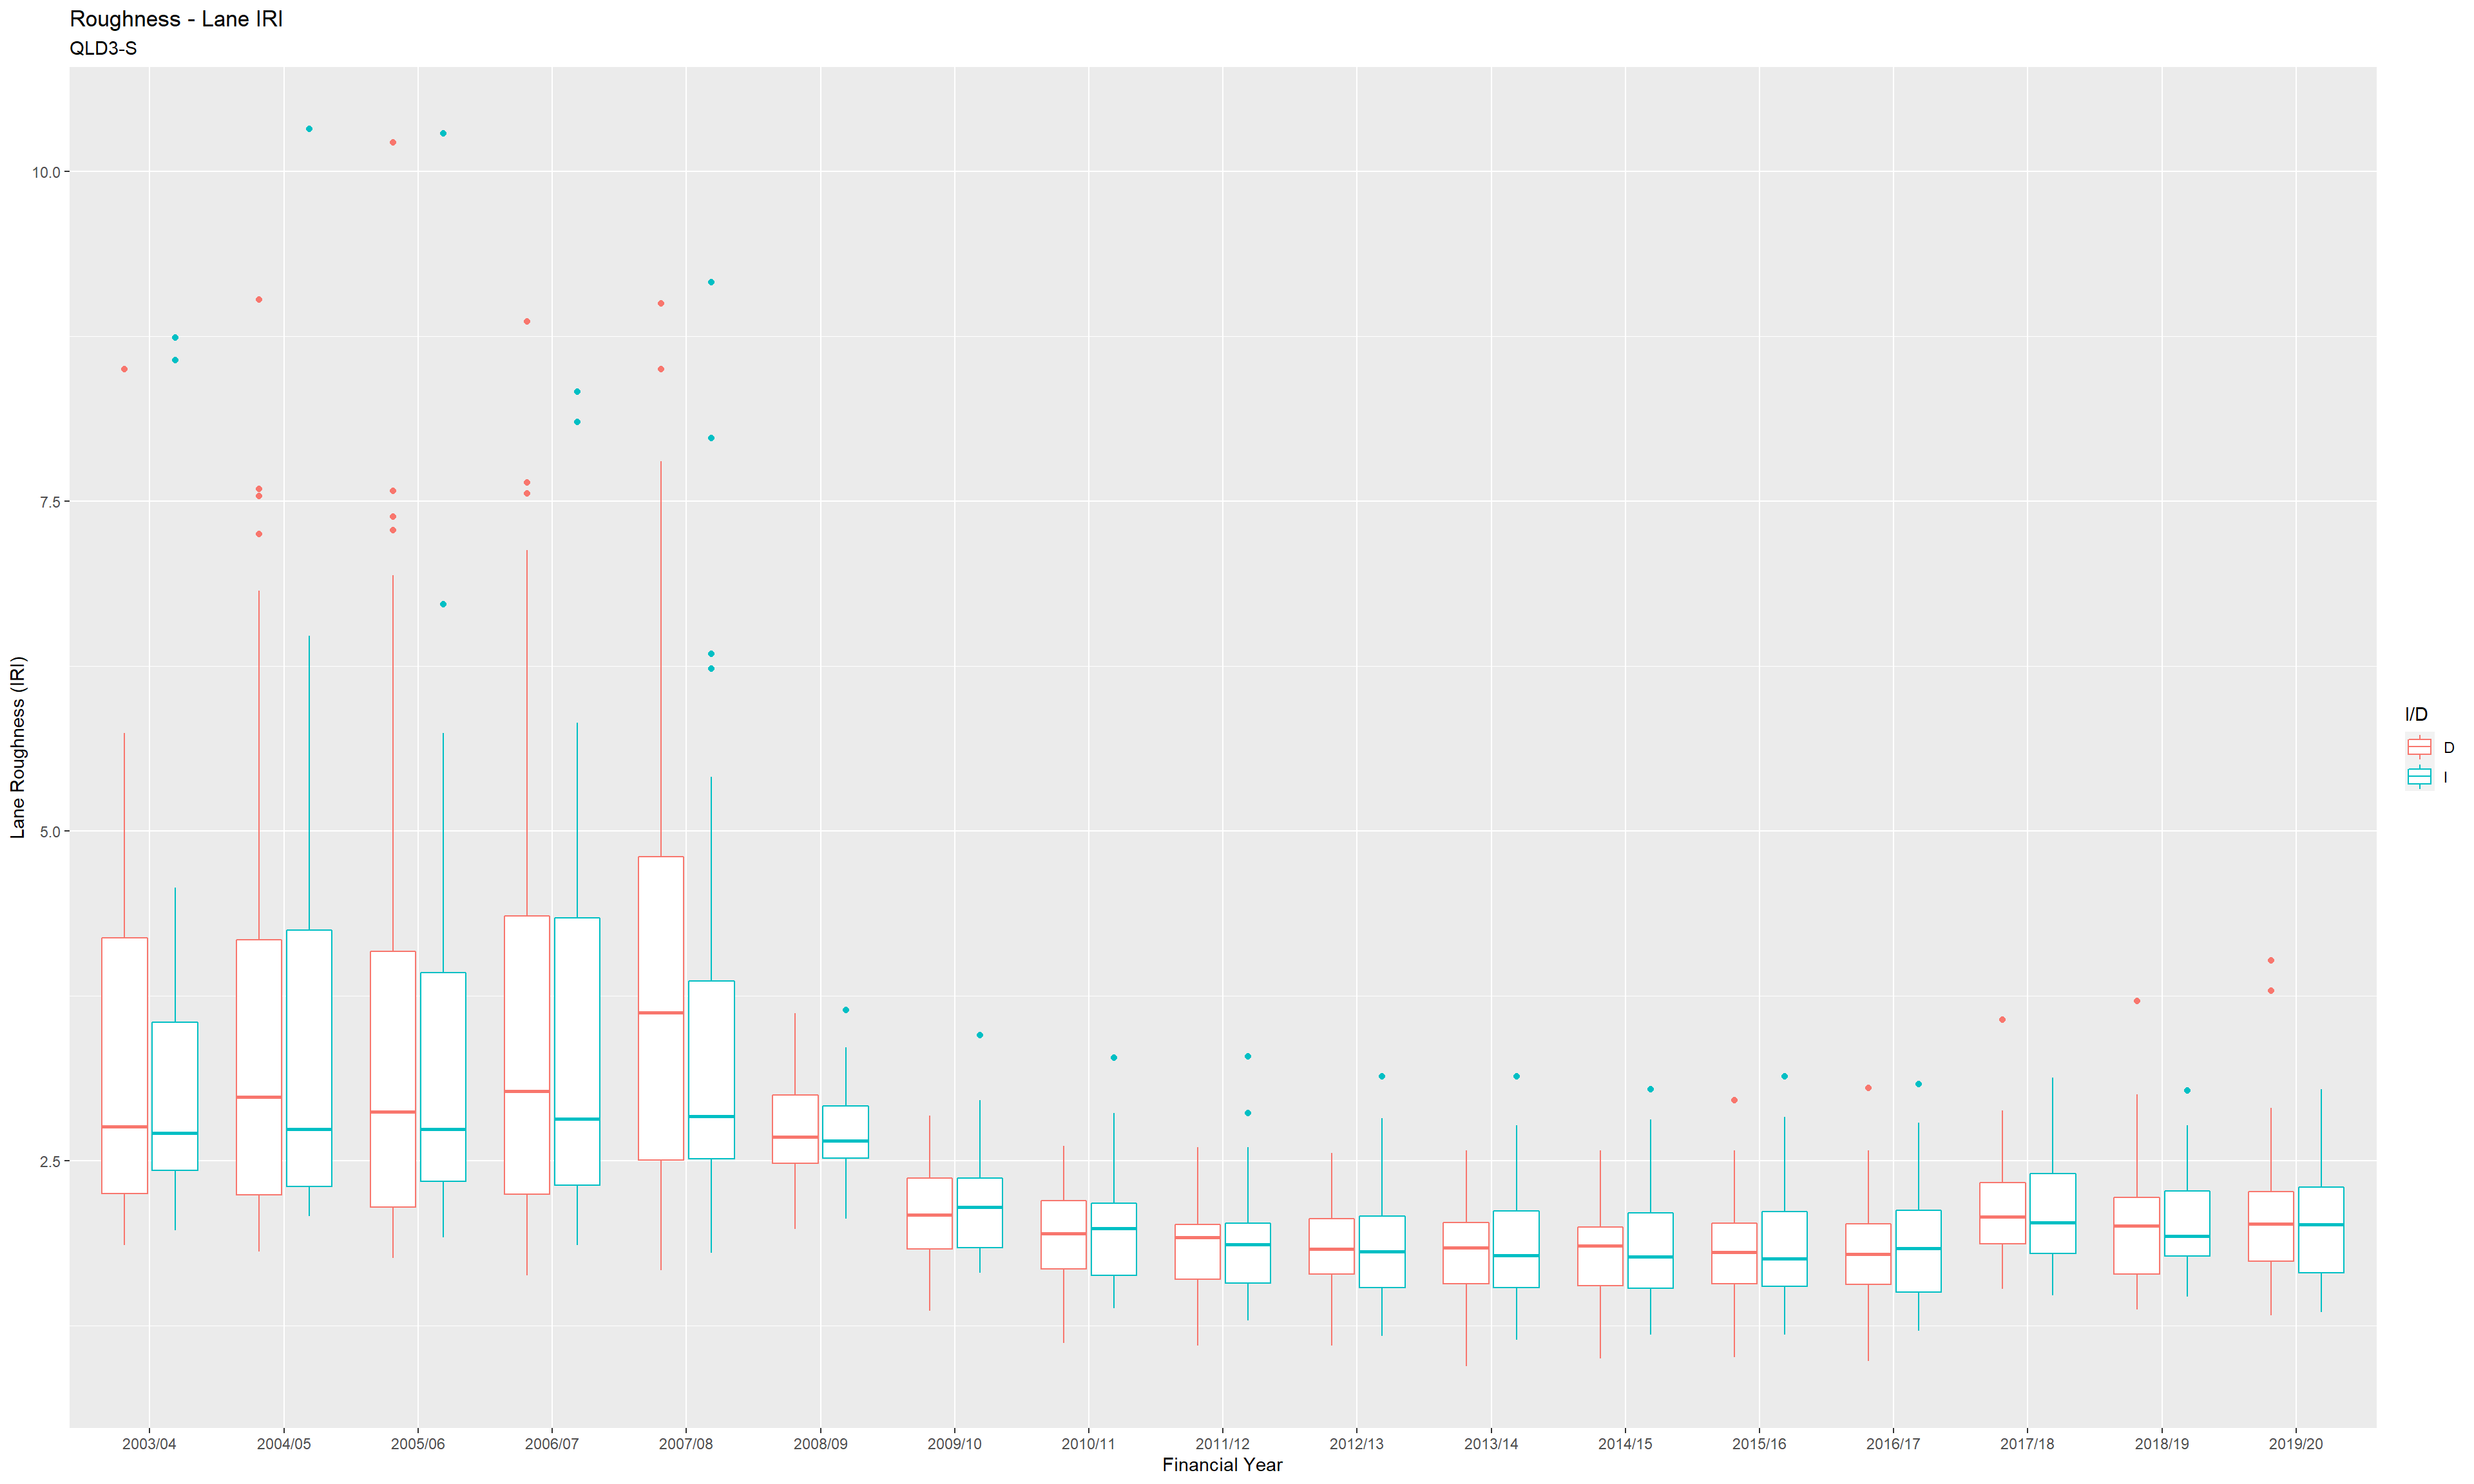 Roughness - Lane IRI
QLD3-S
Lane Roughness (IRI)
10.0
7.5
5.0
2.5
2003/04 2004/05 2005/06 2006/07 2007/08 2008/09 2009/10 2010/11 2011/12 2012/13 2013/14 2014/15 2015/16 2016/17 2017/18 2018/19 2019/20
Financial Year
I/D
D
I